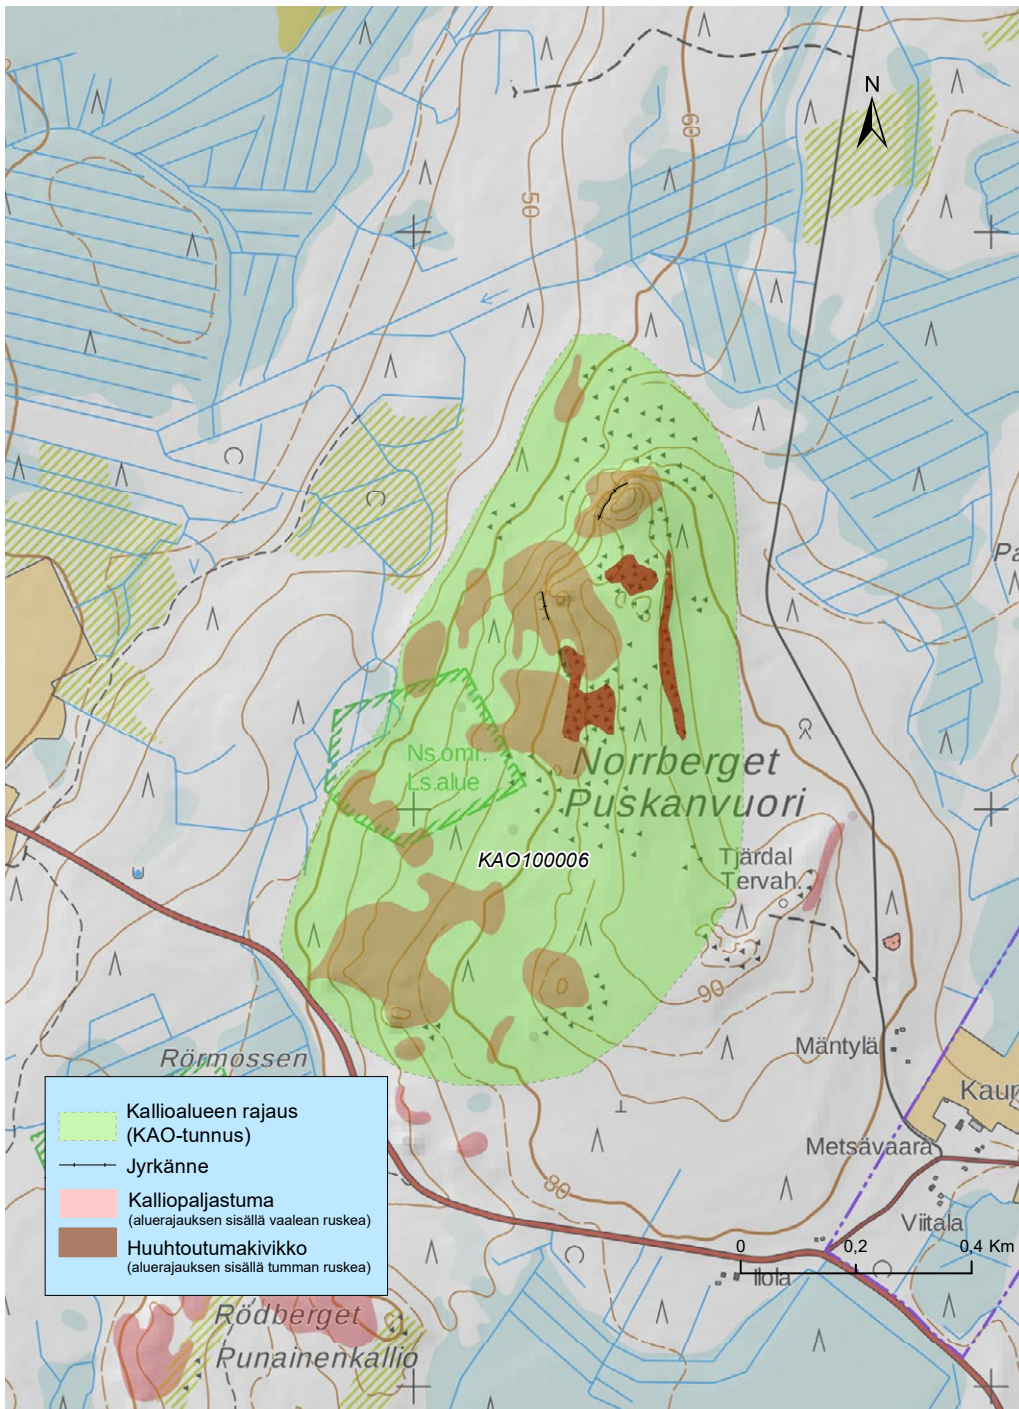 N
60
50
Pa
Ns.omr.
Ls.alue
Norrberget
Puskanvuori
KAO100006
Tjärdal
Tervah.
90
Mäntylä
Rörmossen
Kaun
Metsävaara
80
Viitala
Kallioalueen rajaus
(KAO-tunnus)
Jyrkänne
Kalliopaljastuma
(aluerajauksen sisällä vaalean ruskea)
Huuhtoutumakivikko
(aluerajauksen sisällä tumman ruskea)
0 0,2 0,4 Km
Ilola
Rödberget
Punainenkallio